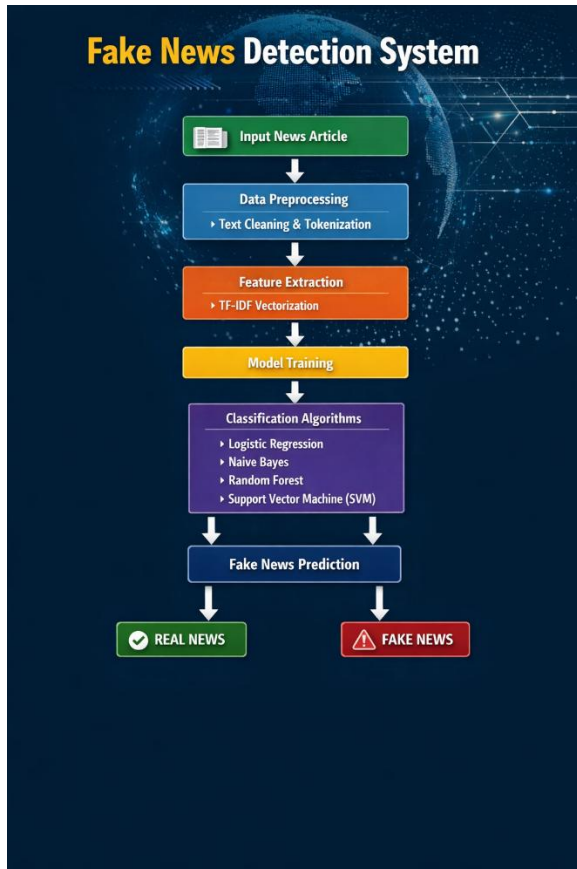 Fake News Detection System
Input News Article
Data Preprocessing
‣ Text Cleaning & Tokenization
Feature Extraction
‣ TF-IDF Vectorization
Model Training
Classification Algorithms
‣ Logistic Regression
‣ Naive Bayes
‣ Random Forest
‣ Support Vector Machine (SVM)
Fake News Prediction
REAL NEWS
FAKE NEWS